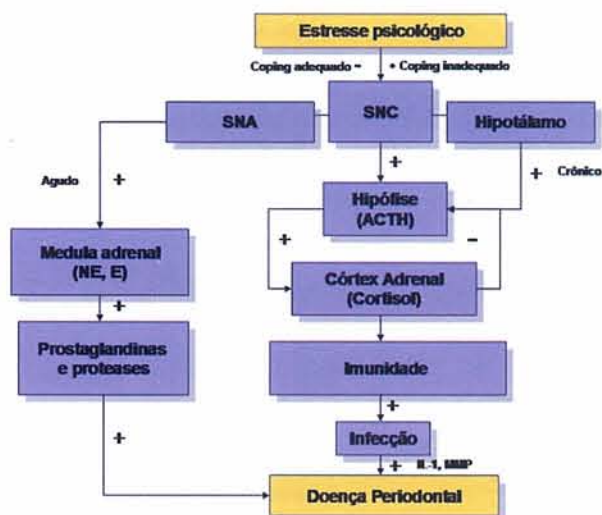 Estresse psicológico
Coping adequado - + Coping inadequado
SNA
SNC
Hipotálamo
Agudo +
+
+ Crônico
Hipófise
(ACTH)
+
-
Medula adrenal
(NE, E)
Córtex Adrenal
(Cortisol)
+
Prostaglandinas
e proteases
Imunidade
+
+
Infecção
+ IL-1, MMP
Doença Periodontal